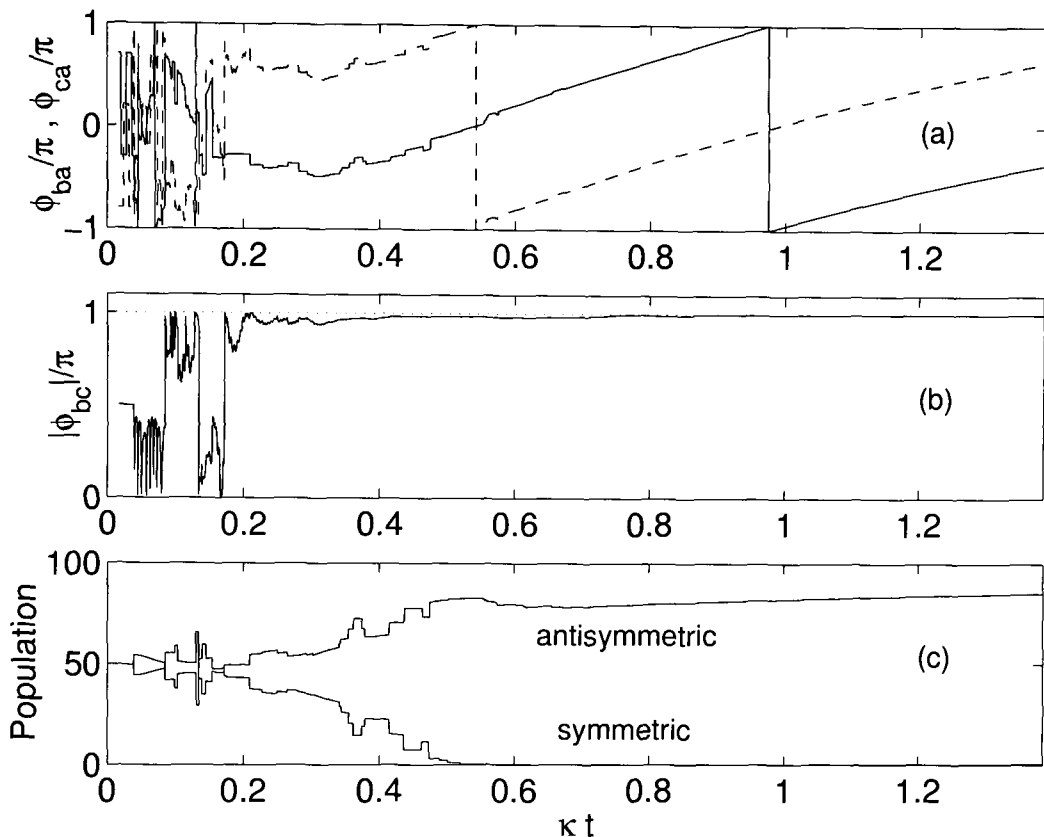 ϕba/π , ϕca/π
1
0
−1
(a)
0 0.2 0.4 0.6 0.8 1 1.2
|ϕbc|/π
1
0
(b)
0 0.2 0.4 0.6 0.8 1 1.2
Population
100
50
0
antisymmetric
(c)
symmetric
0 0.2 0.4 0.6 0.8 1 1.2
κ t